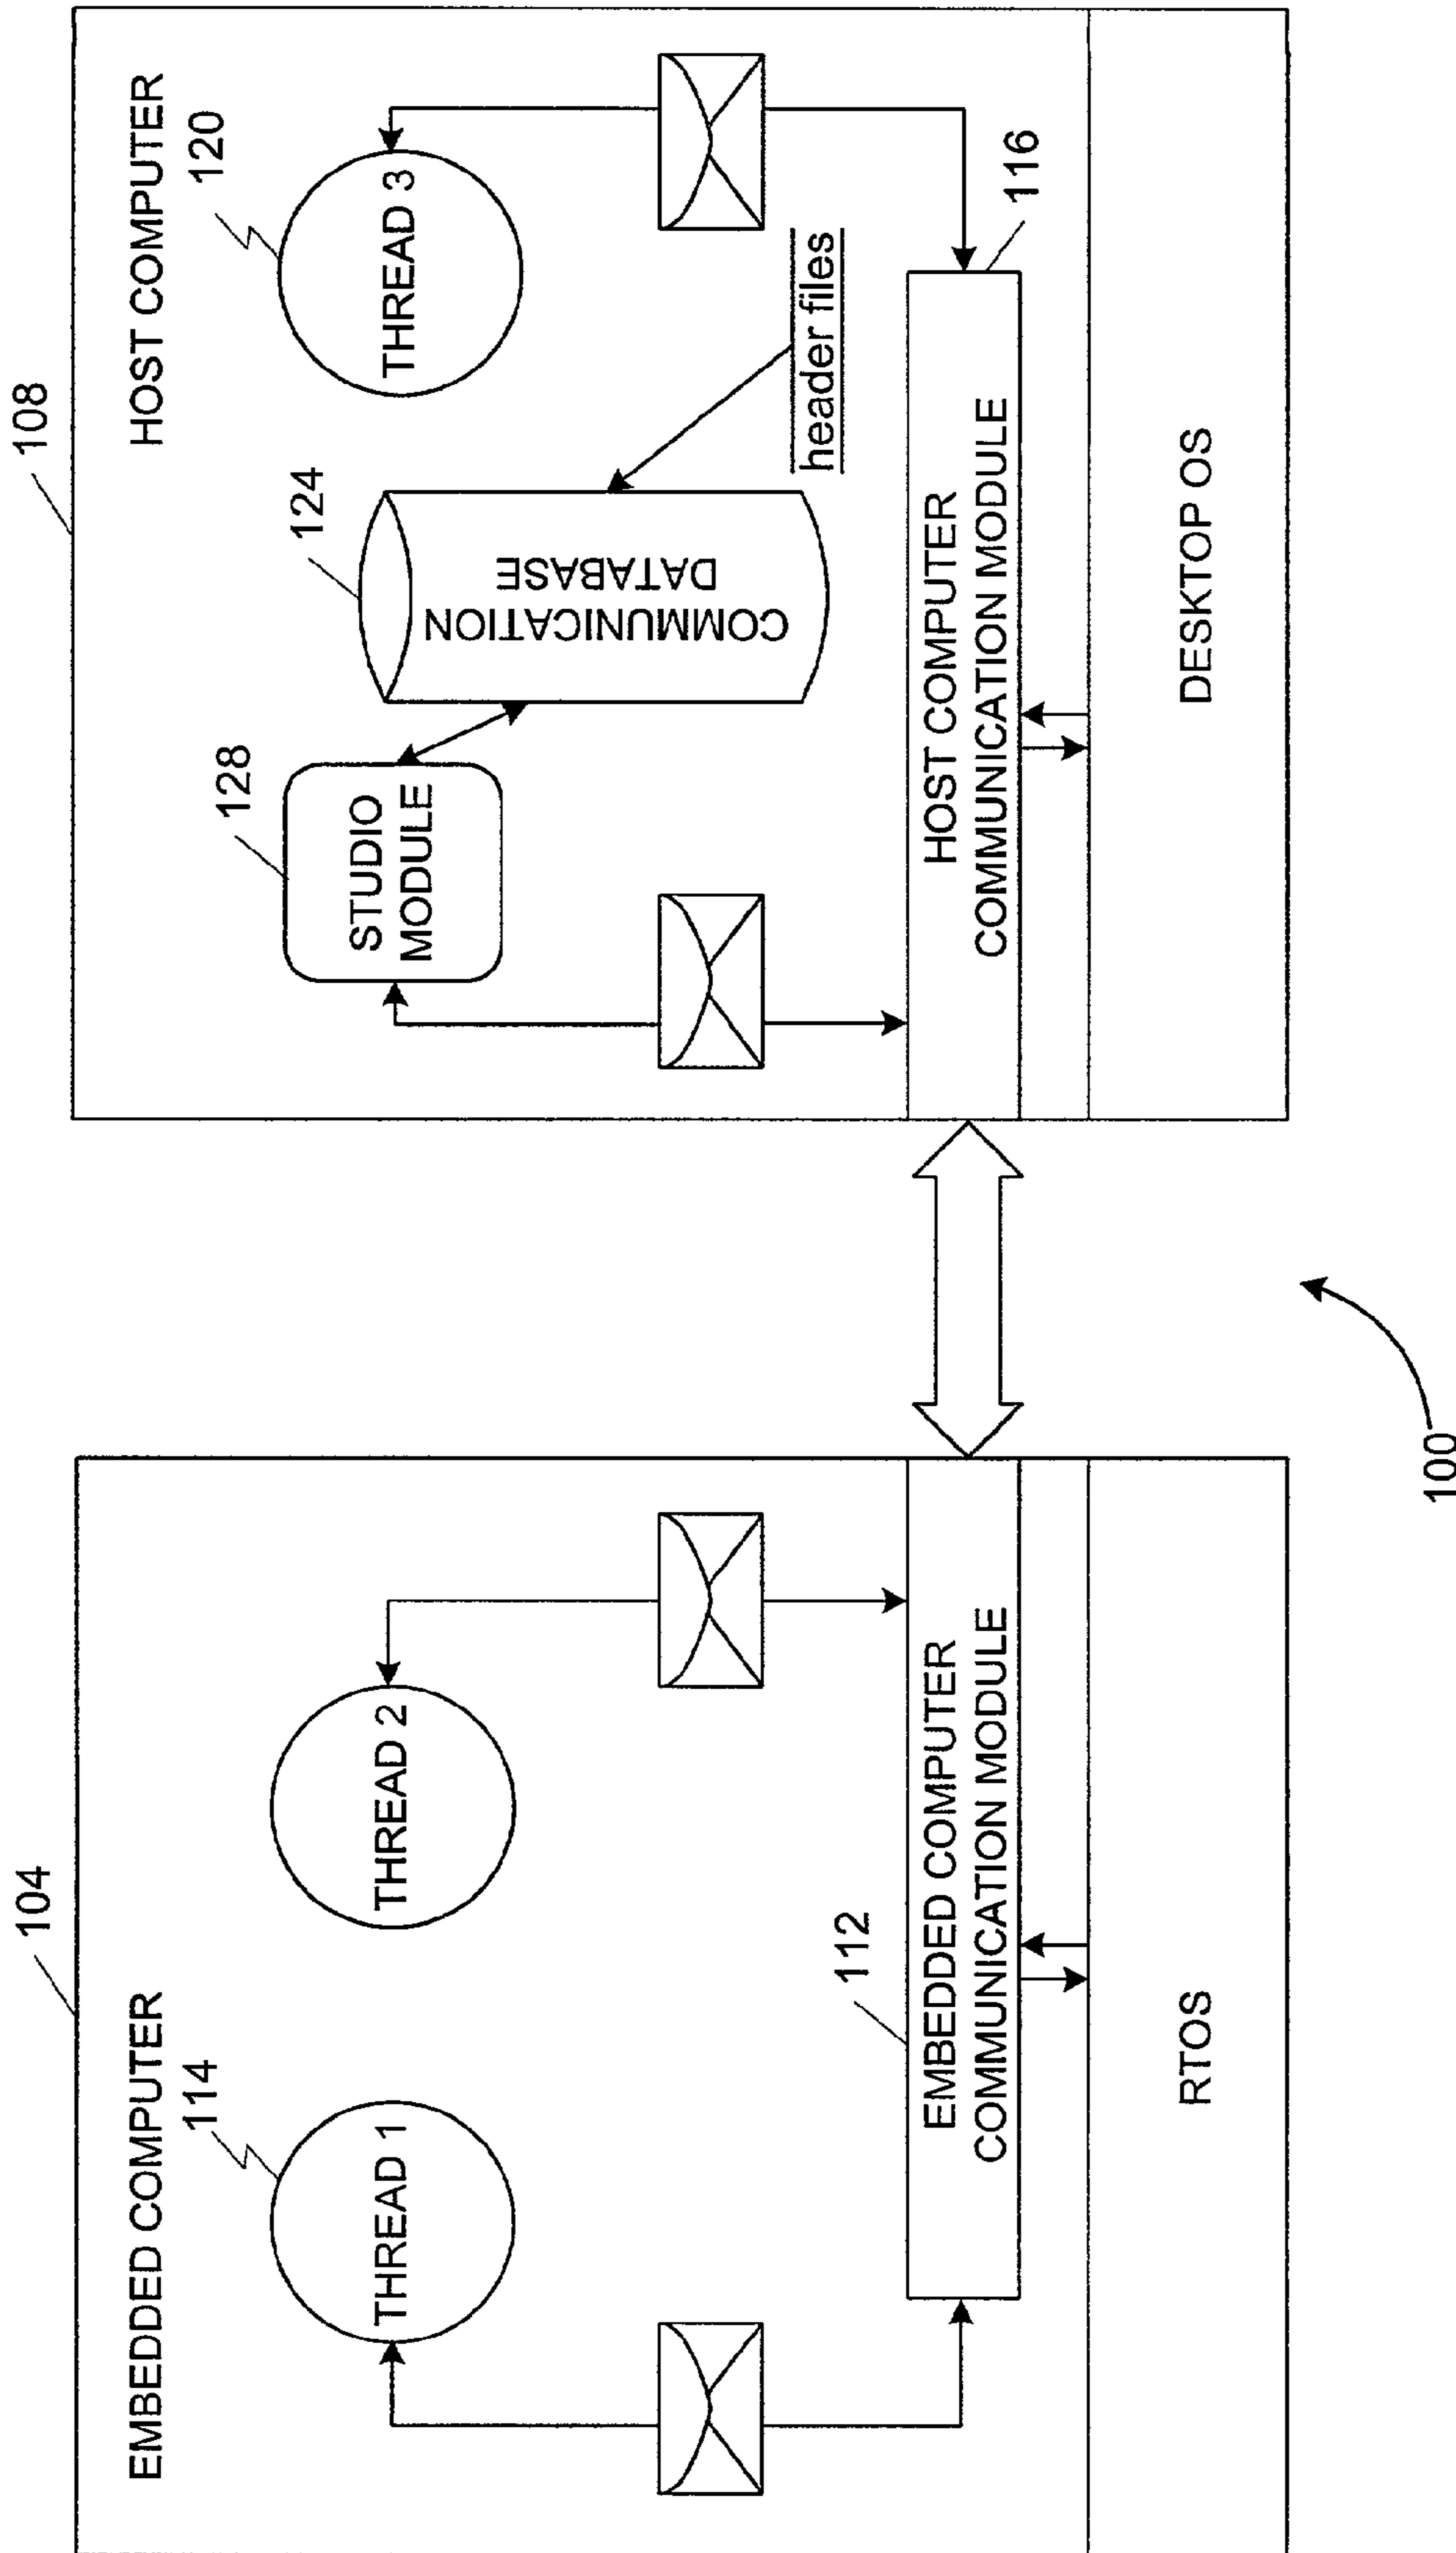 104
EMBEDDED COMPUTER
114
THREAD 1
THREAD 2
112
EMBEDDED COMPUTER
COMMUNICATION MODULE
RTOS
108
HOST COMPUTER
128
STUDIO
MODULE
124
COMMUNICATION
DATABASE
120
THREAD 3
header files
116
HOST COMPUTER
COMMUNICATION MODULE
DESKTOP OS
100